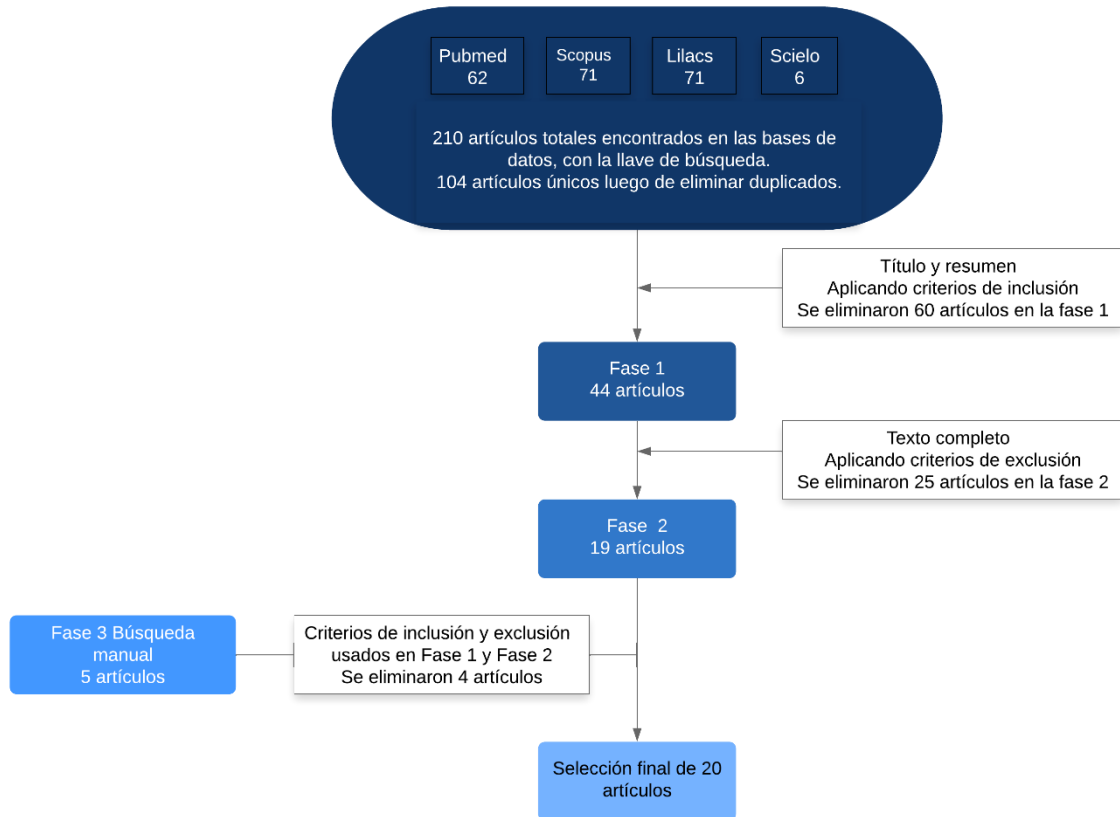 Pubmed
62
Scopus
71
Lilacs
71
Scielo
6
210 artículos totales encontrados en las bases de
datos, con la llave de búsqueda.
104 artículos únicos luego de eliminar duplicados.
Título y resumen
Aplicando criterios de inclusión
Se eliminaron 60 artículos en la fase 1
Fase 1
44 artículos
Texto completo
Aplicando criterios de exclusión
Se eliminaron 25 artículos en la fase 2
Fase 2
19 artículos
Fase 3 Búsqueda
manual
5 artículos
Criterios de inclusión y exclusión
usados en Fase 1 y Fase 2
Se eliminaron 4 artículos
Selección final de 20
artículos